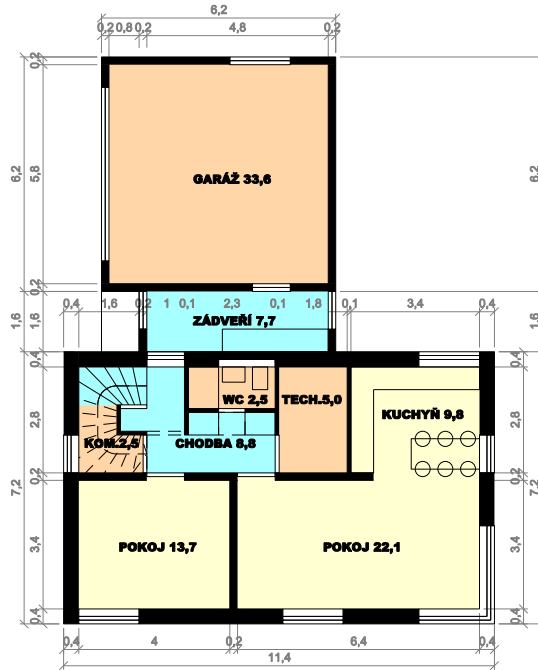 6,2
0,2 0,8 0,2 4,8 0,2
0,2
6,2 5,8 6,2
GARÁŽ 33,6
0,2
0,4 1,6 0,2 1 0,1 2,3 0,1 1,8 0,1 3,4 0,4
1,6 1,6 1,6
ZÁDVEŘÍ 7,7
0,4 0,4
WC 2,5 TECH.5,0 KUCHYŇ 9,8
2,8 2,8
KOM.2,5 CHODBA 8,8
0,2 0,2
7,2 7,2
3,4 3,4
POKOJ 13,7 POKOJ 22,1
0,4 0,4
0,4 4 0,2 6,4 0,4
11,4